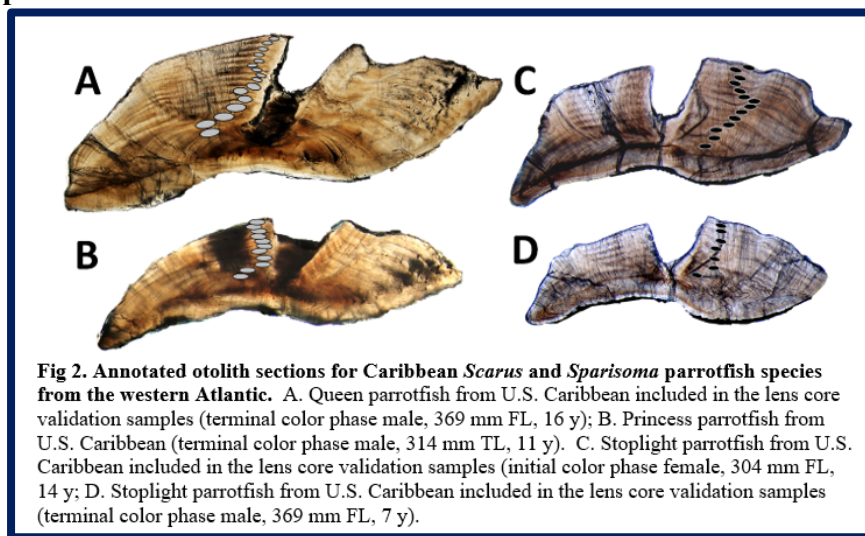 A
C
B
D
Fig 2. Annotated otolith sections for Caribbean Scarus and Sparisoma parrotfish species
from the western Atlantic. A. Queen parrotfish from U.S. Caribbean included in the lens core
validation samples (terminal color phase male, 369 mm FL, 16 y); B. Princess parrotfish from
U.S. Caribbean (terminal color phase male, 314 mm TL, 11 y). C. Stoplight parrotfish from U.S.
Caribbean included in the lens core validation samples (initial color phase female, 304 mm FL,
14 y; D. Stoplight parrotfish from U.S. Caribbean included in the lens core validation samples
(terminal color phase male, 369 mm FL, 7 y).